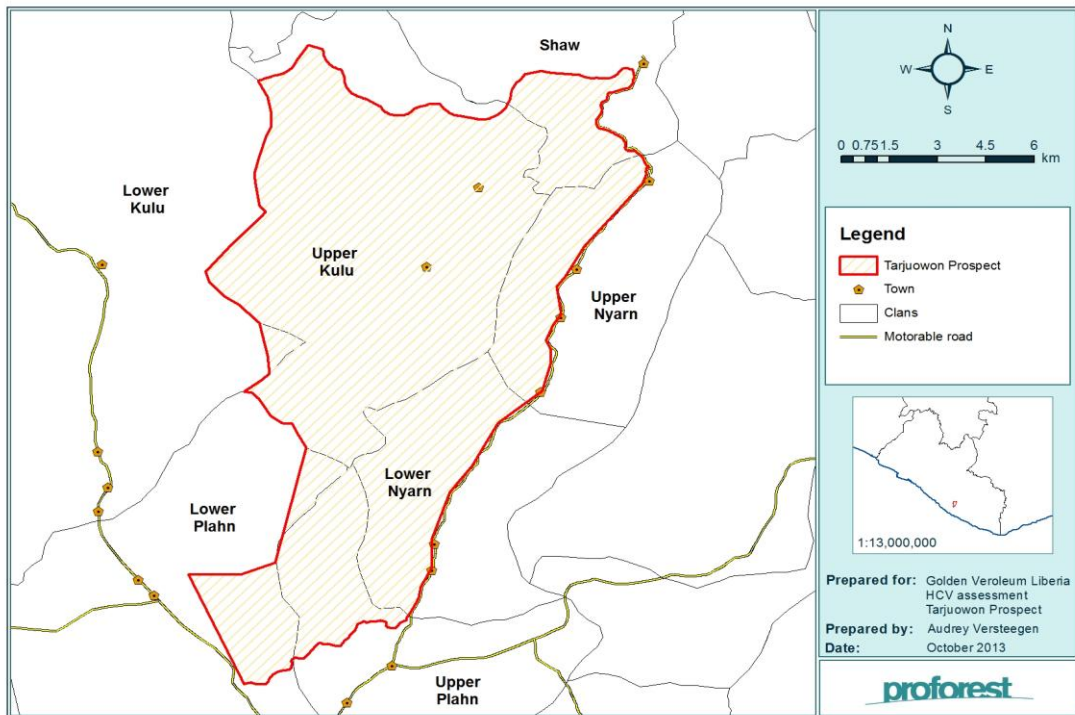 Shaw
Lower
Kulu
Upper
Kulu
Upper
Nyarn
Lower
Nyarn
Lower
Plahn
Upper
Plahn
N
W E
S
0 0.75 1.5 3 4.5 6
km
Legend
Tarjuowon Prospect
Town
Clans
Motorable road
1:13,000,000
Prepared for: Golden Veroleum Liberia
HCV assessment
Tarjuowon Prospect
Prepared by: Audrey Versteegen
Date: October 2013
proforest